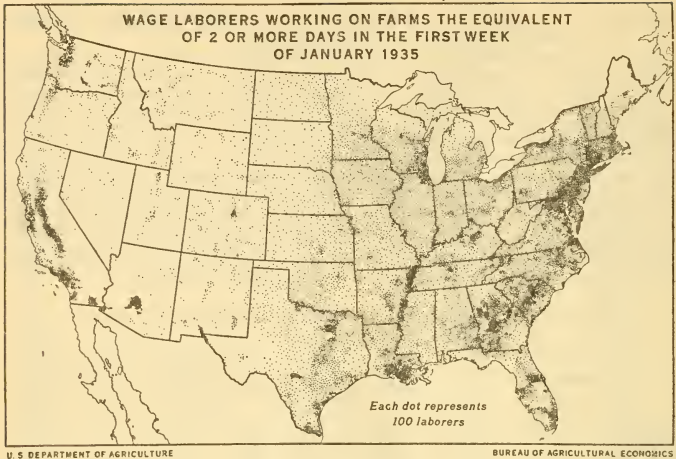 WAGE LABORERS WORKING ON FARMS THE EQUIVALENT
OF 2 OR MORE DAYS IN THE FIRST WEEK
OF JANUARY 1935
Each dot represents
100 laborers
U. S DEPARTMENT OF AGRICULTURE
BUREAU OF AGRICULTURAL ECONOMICS